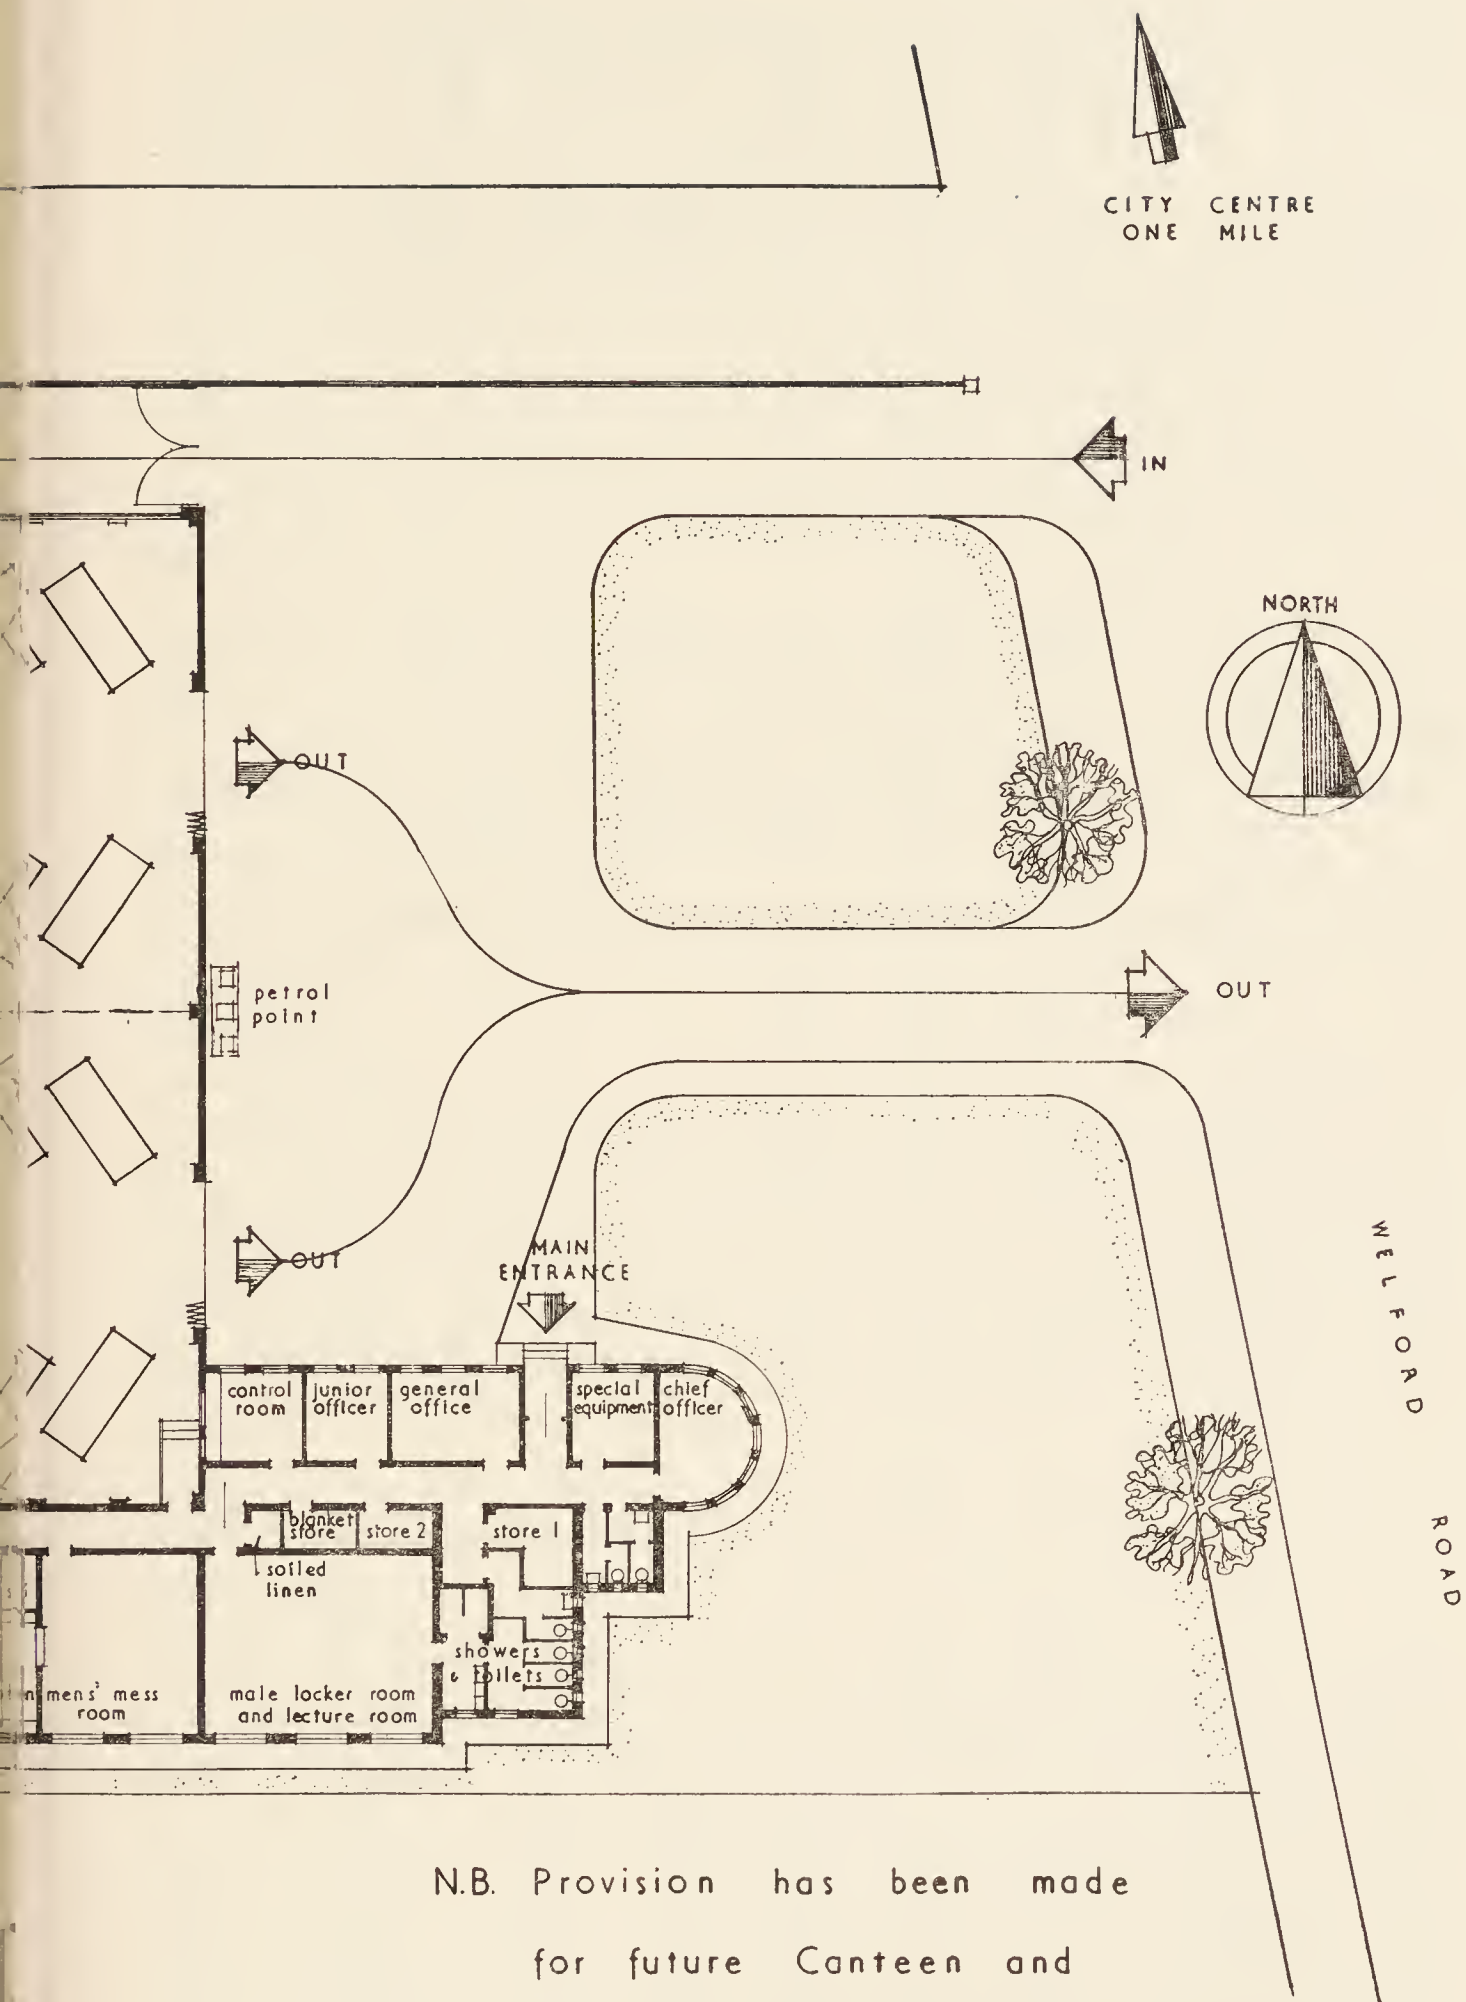 CITY CENTRE
ONE MILE
IN
NORTH
OUT
petrol
point
OUT
OUT
MAIN
ENTRANCE
WELFORD ROAD
control
room
junior
officer
general
office
special
equipment
chief
officer
blanket
store
store 2
store 1
soiled
linen
showers
& toilets
mens' mess
room
male locker room
and lecture room
N.B. Provision has been made
for future Canteen and